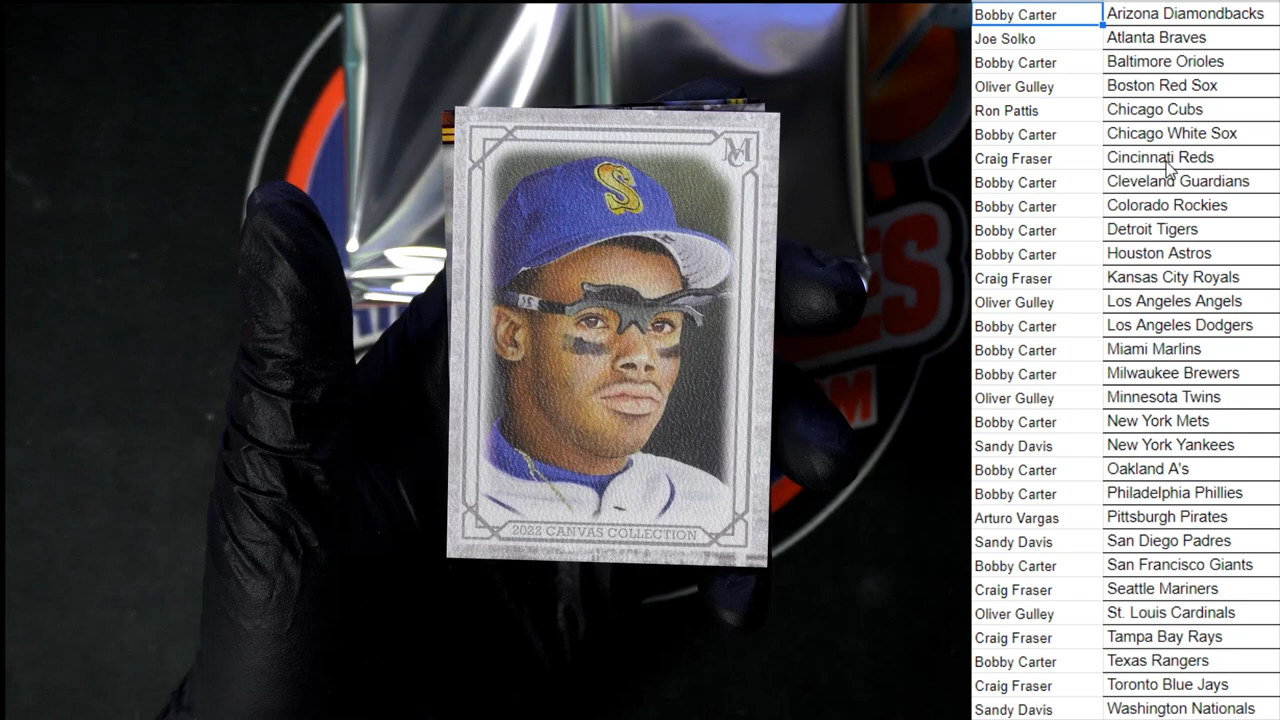 S
MC
2022 CANVAS COLLECTION
Bobby Carter Arizona Diamondbacks
Joe Solko Atlanta Braves
Bobby Carter Baltimore Orioles
Oliver Gulley Boston Red Sox
Ron Pattis Chicago Cubs
Bobby Carter Chicago White Sox
Craig Fraser Cincinnati Reds
Bobby Carter Cleveland Guardians
Bobby Carter Colorado Rockies
Bobby Carter Detroit Tigers
Bobby Carter Houston Astros
Craig Fraser Kansas City Royals
Oliver Gulley Los Angeles Angels
Bobby Carter Los Angeles Dodgers
Bobby Carter Miami Marlins
Bobby Carter Milwaukee Brewers
Oliver Gulley Minnesota Twins
Bobby Carter New York Mets
Sandy Davis New York Yankees
Bobby Carter Oakland A's
Bobby Carter Philadelphia Phillies
Arturo Vargas Pittsburgh Pirates
Sandy Davis San Diego Padres
Bobby Carter San Francisco Giants
Craig Fraser Seattle Mariners
Oliver Gulley St. Louis Cardinals
Craig Fraser Tampa Bay Rays
Bobby Carter Texas Rangers
Craig Fraser Toronto Blue Jays
Sandy Davis Washington Nationals